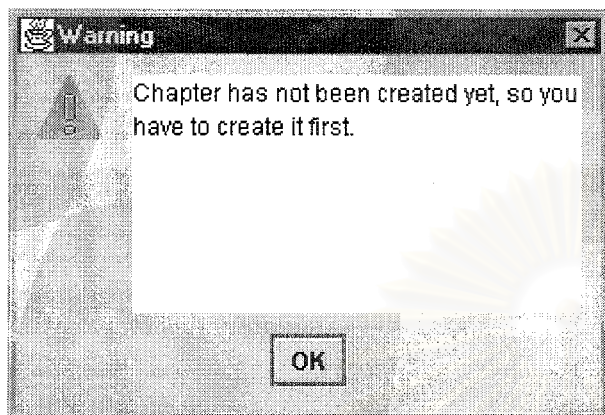 Warning
Chapter has not been created yet, so you
have to create it first.
OK